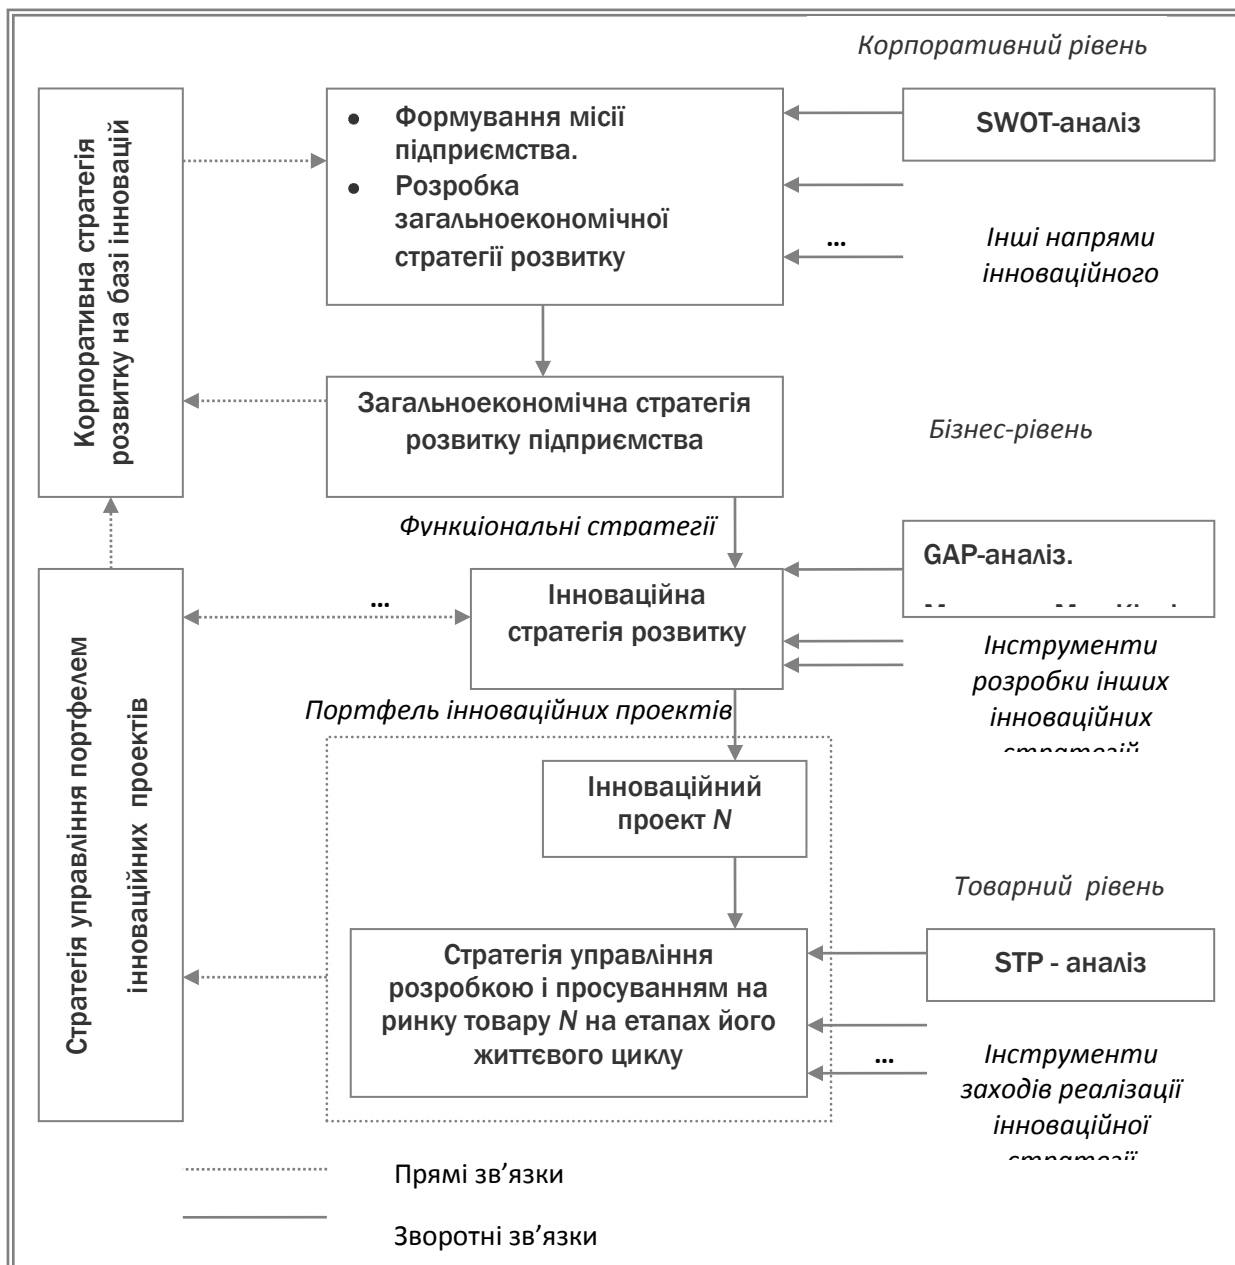 Корпоративний рівень
Корпоративна стратегія
розвитку на базі інновацій
● Формування місії
підприємства.
● Розробка
загальноекономічної
стратегії розвитку
SWOT-аналіз
...
Інші напрями
інноваційного
Загальноекономічна стратегія
розвитку підприємства
Бізнес-рівень
Функціональні стратегії
GAP-аналіз.
...
Інноваційна
стратегія розвитку
Інструменти
розробки інших
інноваційних
стратегій
Портфель інноваційних проектів
Стратегія управління портфелем
інноваційних проектів
Інноваційний
проект N
Товарний рівень
Стратегія управління
розробкою і просуванням на
ринку товару N на етапах його
життєвого циклу
STP - аналіз
...
Інструменти
заходів реалізації
інноваційної
стратегії
Прямі зв’язки
Зворотні зв’язки